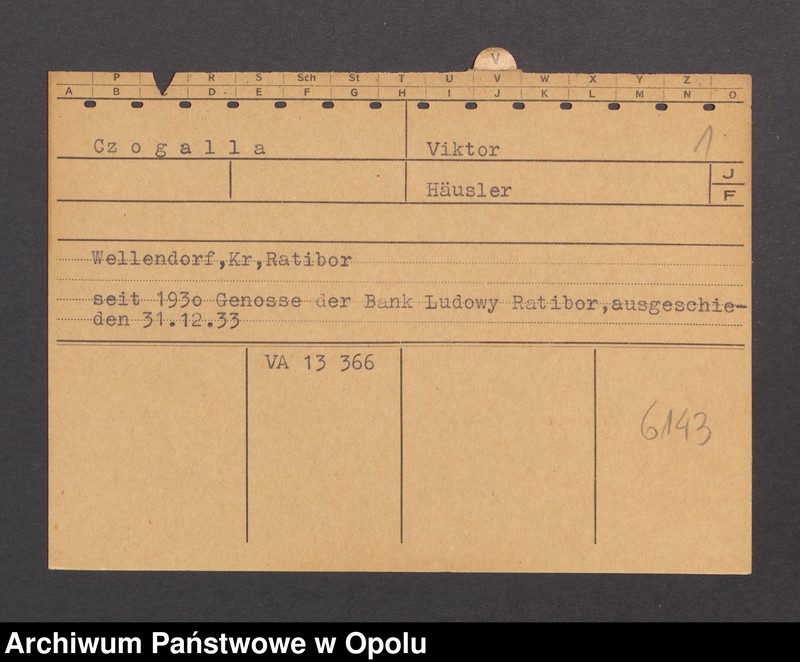 V
P R S Sch St T U V W X Y Z
A B D E F G H I J K L M N O
Czogalla Viktor 1
Häusler J
F
Wellendorf,Kr,Ratibor
seit 193o Genosse der Bank Ludowy Ratibor,ausgeschie-
den 31.12.33
VA 13 366
6143
Archiwum Państwowe w Opolu